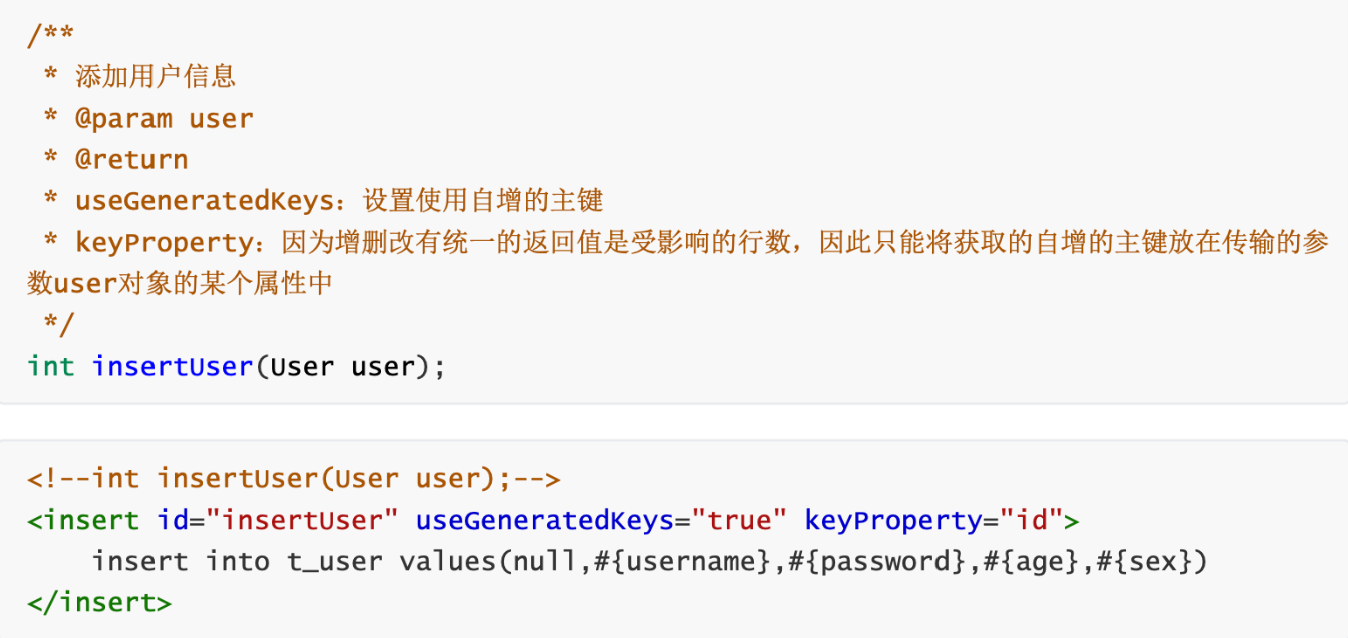 /**
 * 添加用户信息
 * @param user
 * @return
 * useGeneratedKeys：设置使用自增的主键
 * keyProperty：因为增删改有统一的返回值是受影响的行数，因此只能将获取的自增的主键放在传输的参
数user对象的某个属性中
 */
int insertUser(User user);
<!--int insertUser(User user);-->
<insert id="insertUser" useGeneratedKeys="true" keyProperty="id">
    insert into t_user values(null,#{username},#{password},#{age},#{sex})
</insert>